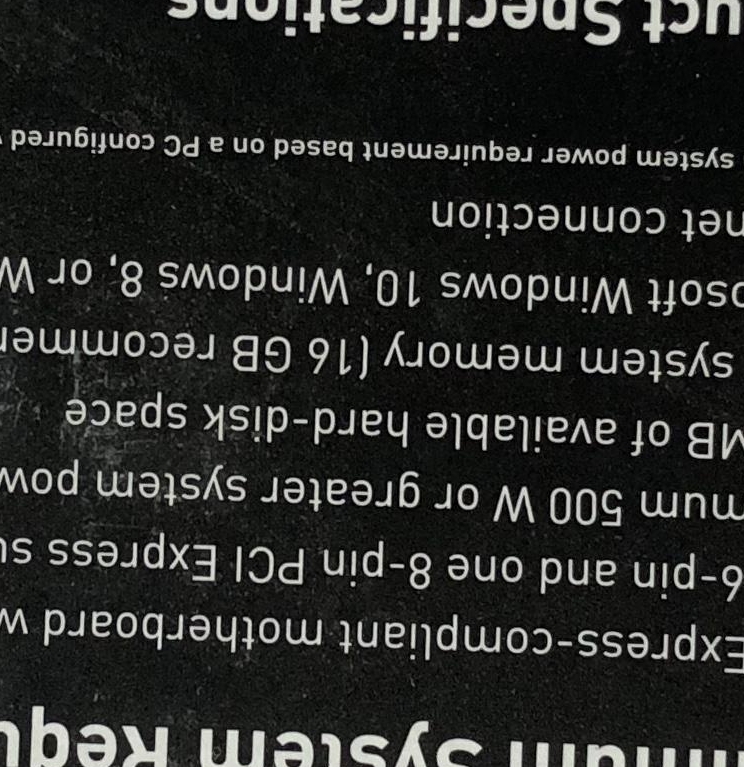 imum System Requ
Express-compliant motherboard w
6-pin and one 8-pin PCI Express su
mum 500 W or greater system pow
MB of available hard-disk space
system memory (16 GB recommen
osoft Windows 10, Windows 8, or W
net connection
system power requirement based on a PC configured
uct Specifications